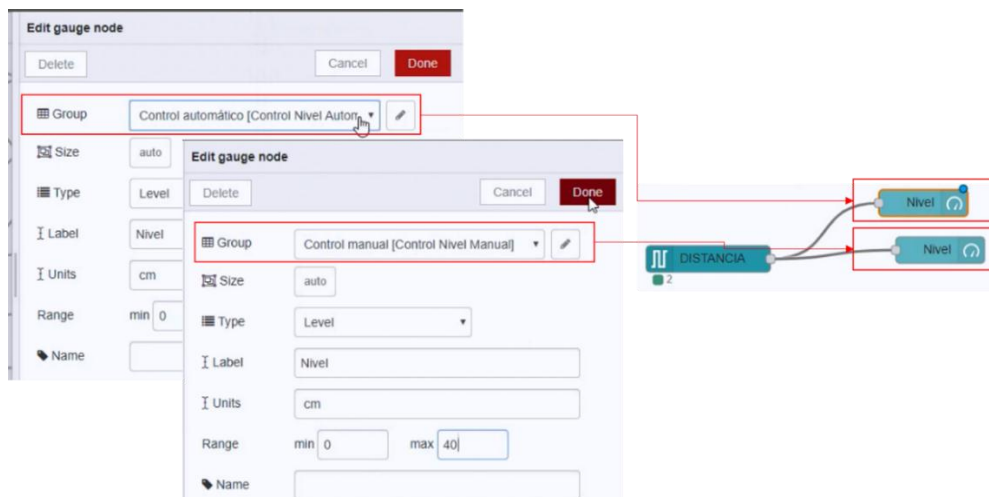 Edit gauge node
Delete Cancel Done
Group Control automático [Control Nivel Autom
Size auto
Type Level
Label Nivel
Units cm
Range min 0
Name
Edit gauge node
Delete Cancel Done
Group Control manual [Control Nivel Manual]
Size auto
Type Level
Label Nivel
Units cm
Range min 0 max 40
Name
Nivel
Nivel
DISTANCIA
2